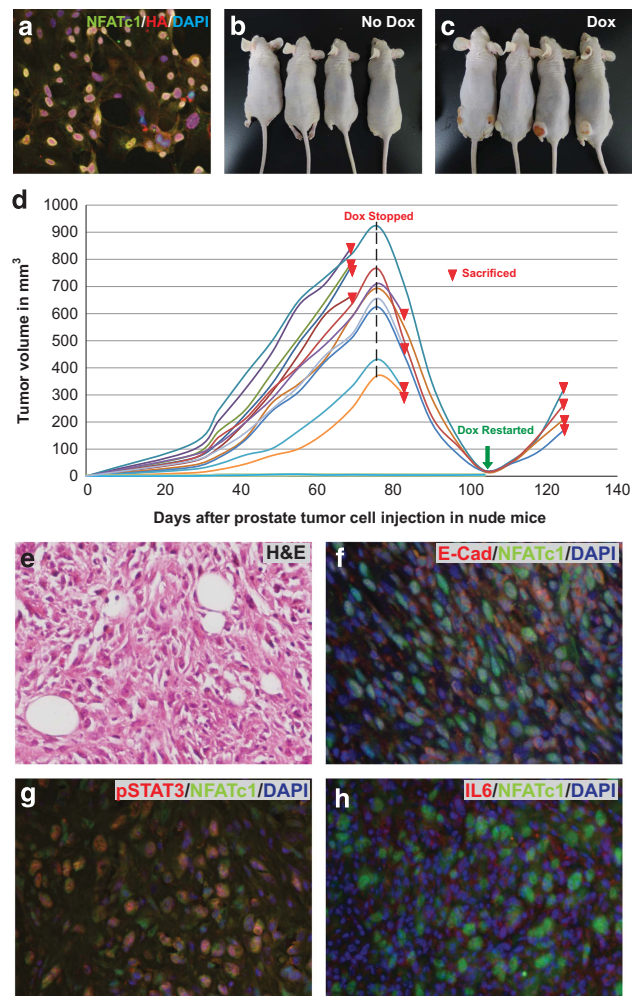 a
NFATc1/HA/DAPI
b
No Dox
c
Dox
d
1000
900
800
700
600
500
400
300
200
100
0
Tumor volume in mm³
Dox Stopped
Sacrificed
Dox Restarted
0 20 40 60 80 100 120 140
Days after prostate tumor cell injection in nude mice
e
H&E
f
E-Cad/NFATc1/DAPI
g
pSTAT3/NFATc1/DAPI
h
IL6/NFATc1/DAPI